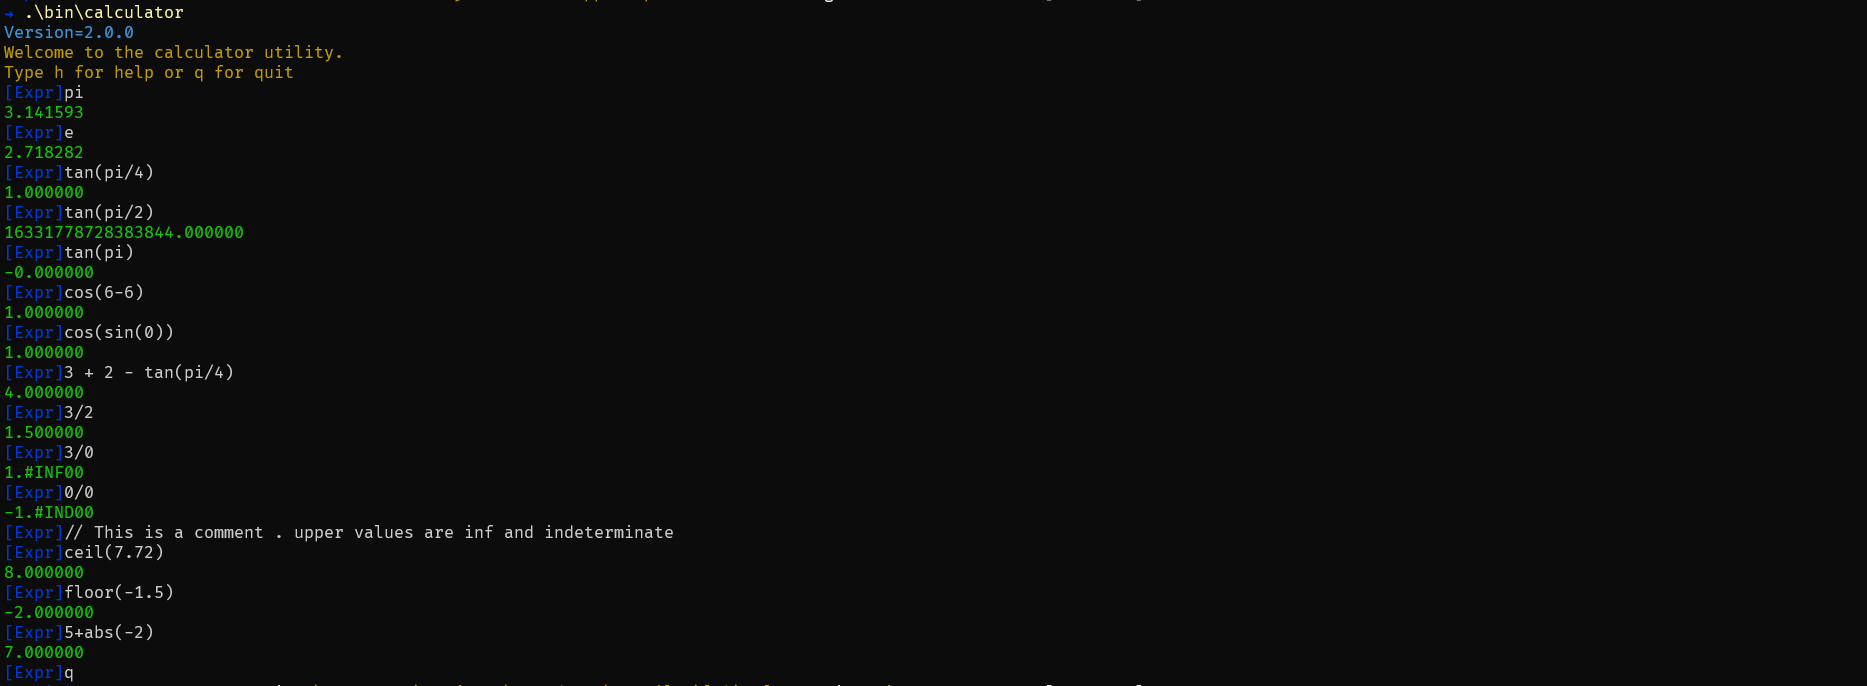 → .\bin\calculator
Version=2.0.0
Welcome to the calculator utility.
Type h for help or q for quit
[Expr]pi
3.141593
[Expr]e
2.718282
[Expr]tan(pi/4)
1.000000
[Expr]tan(pi/2)
16331778728383844.000000
[Expr]tan(pi)
-0.000000
[Expr]cos(6-6)
1.000000
[Expr]cos(sin(0))
1.000000
[Expr]3 + 2 - tan(pi/4)
4.000000
[Expr]3/2
1.500000
[Expr]3/0
1.#INF00
[Expr]0/0
-1.#IND00
[Expr]// This is a comment . upper values are inf and indeterminate
[Expr]ceil(7.72)
8.000000
[Expr]floor(-1.5)
-2.000000
[Expr]5+abs(-2)
7.000000
[Expr]q